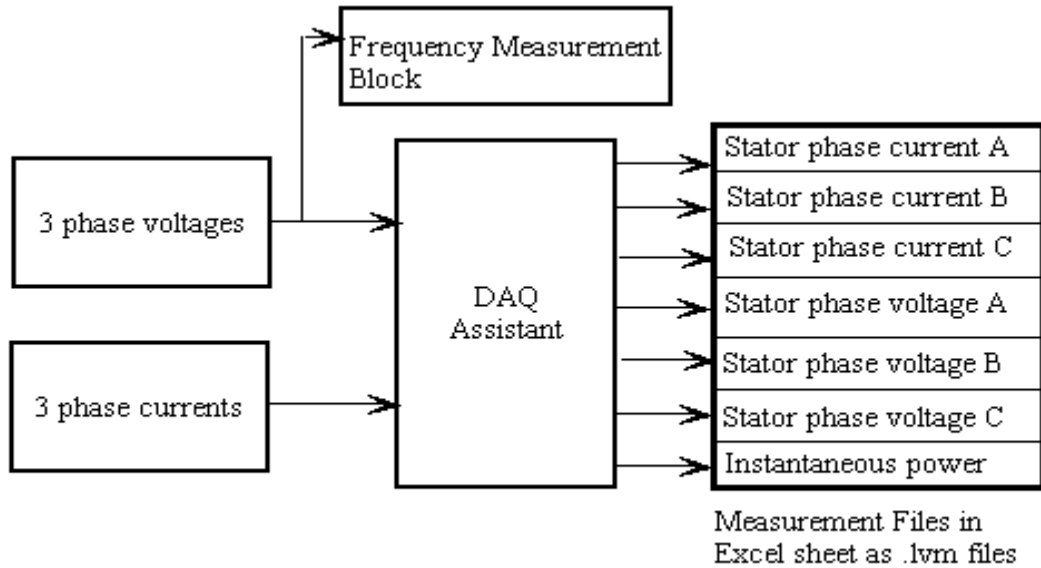 Frequency Measurement
Block
3 phase voltages
3 phase currents
DAQ
Assistant
Stator phase current A
Stator phase current B
Stator phase current C
Stator phase voltage A
Stator phase voltage B
Stator phase voltage C
Instantaneous power
Measurement Files in
Excel sheet as .lvm files